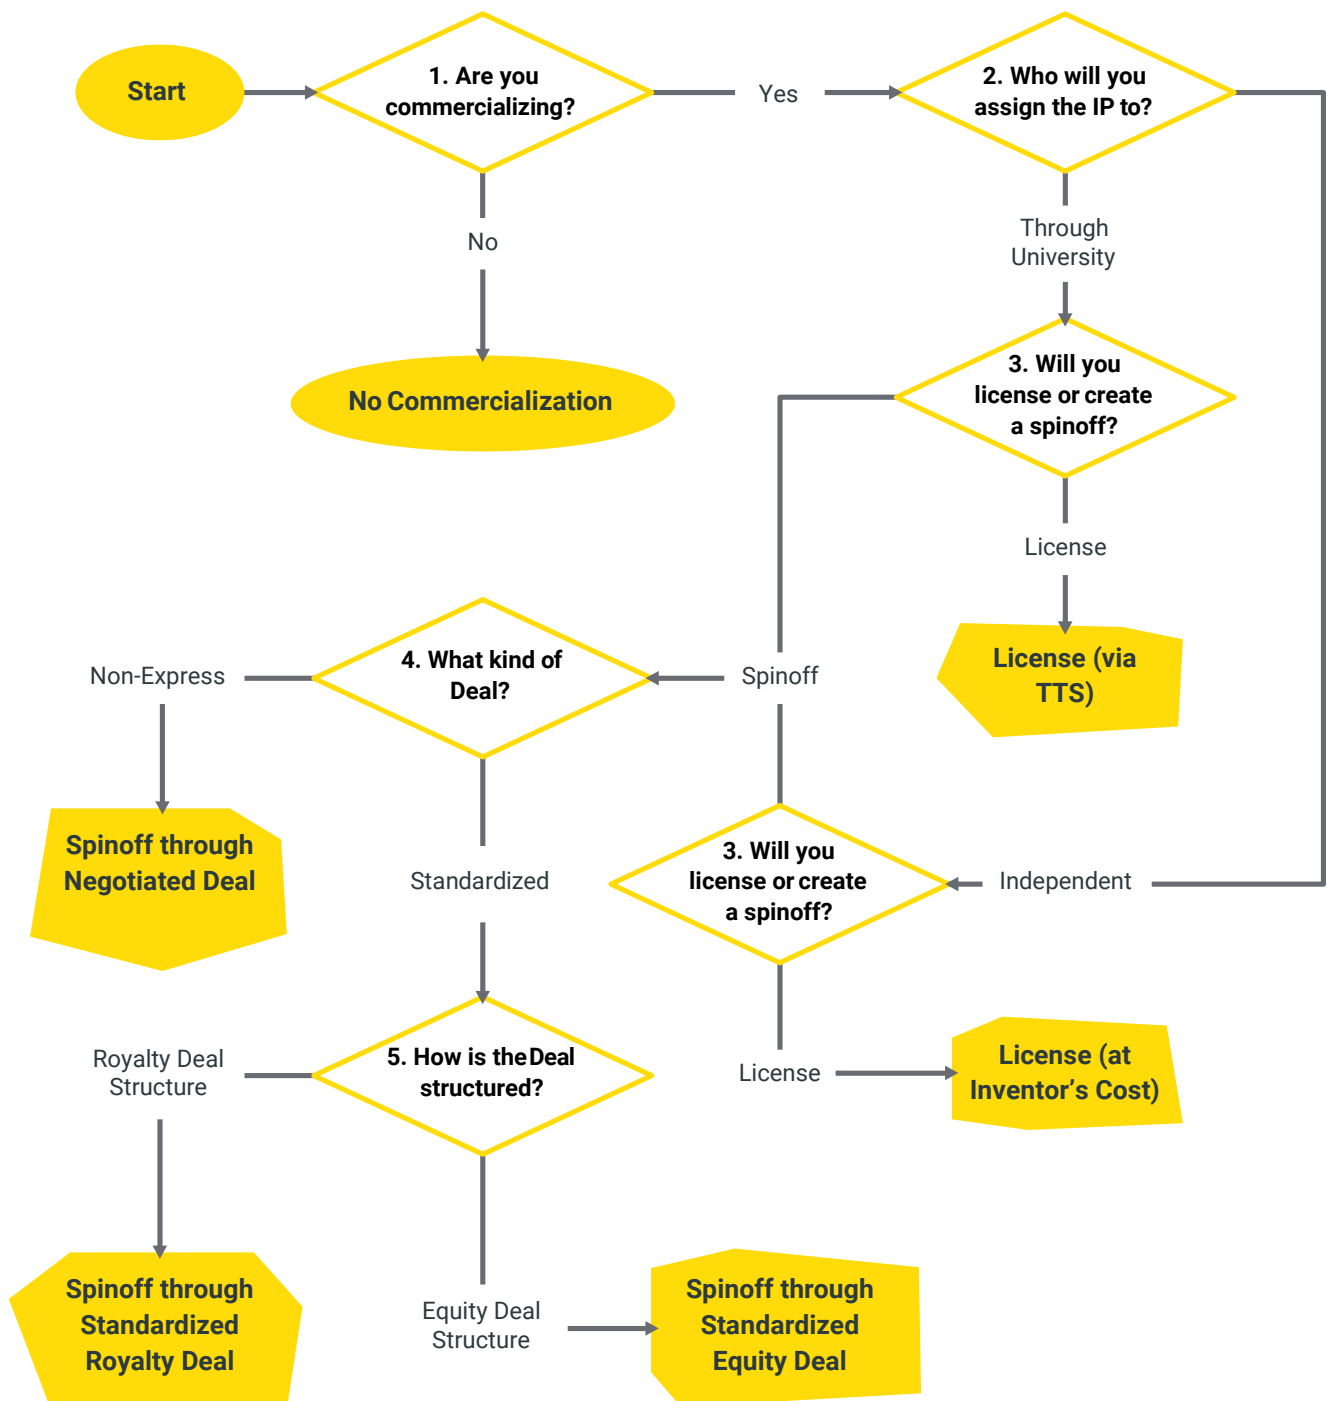 Start
1. Are you
commercializing?
Yes
2. Who will you
assign the IP to?
No
Through
University
No Commercialization
3. Will you
license or create
a spinoff?
License
License (via
TTS)
Spinoff
4. What kind of
Deal?
Non-Express
Spinoff through
Negotiated Deal
Standardized
3. Will you
license or create
a spinoff?
Independent
License
License (at
Inventor's Cost)
5. How is the Deal
structured?
Royalty Deal
Structure
Spinoff through
Standardized
Royalty Deal
Equity Deal
Structure
Spinoff through
Standardized
Equity Deal